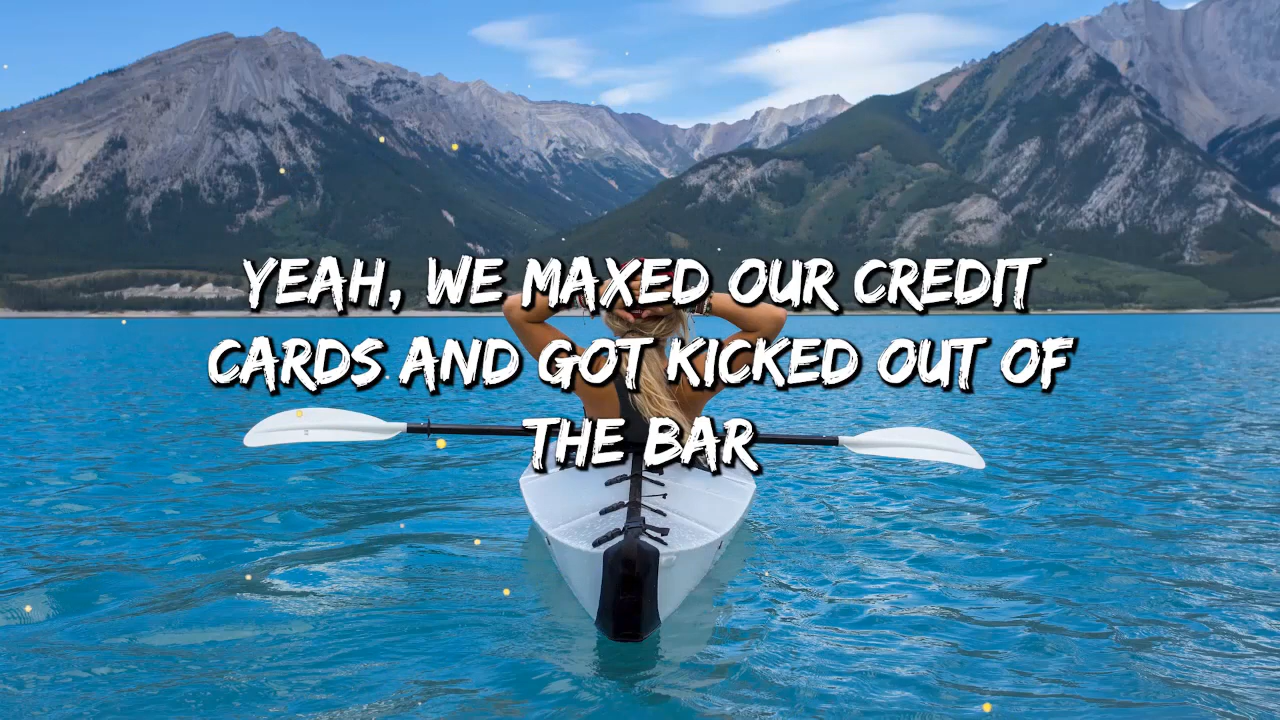 YEAH, WE MAXED OUR CREDIT
CARDS AND GOT KICKED OUT OF
THE BAR